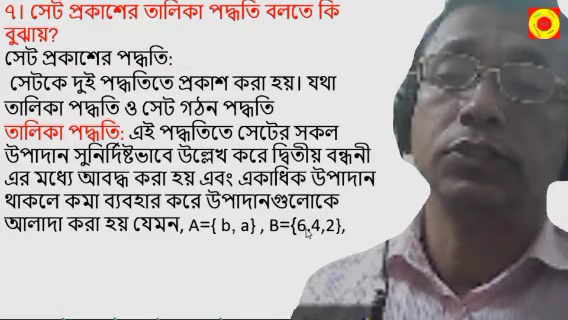 ৭। সেট প্রকাশের তালিকা পদ্ধতি বলতে কি
বুঝায়?
সেট প্রকাশের পদ্ধতি:
সেটকে দুই পদ্ধতিতে প্রকাশ করা হয়। যথা
তালিকা পদ্ধতি ও সেট গঠন পদ্ধতি
তালিকা পদ্ধতি: এই পদ্ধতিতে সেটের সকল
উপাদান সুনির্দিষ্টভাবে উল্লেখ করে দ্বিতীয় বন্ধনী
এর মধ্যে আবদ্ধ করা হয় এবং একাধিক উপাদান
থাকলে কমা ব্যবহার করে উপাদানগুলোকে
আলাদা করা হয় যেমন, A={ b, a} , B={6,4,2},